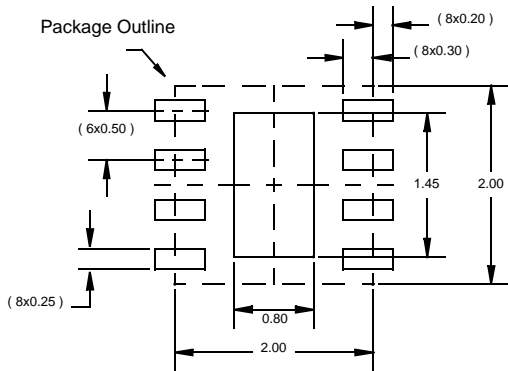 ( 8x0.20 )
Package Outline
( 8x0.30 )
( 6x0.50 )
1.45
2.00
( 8x0.25 )
0.80
2.00